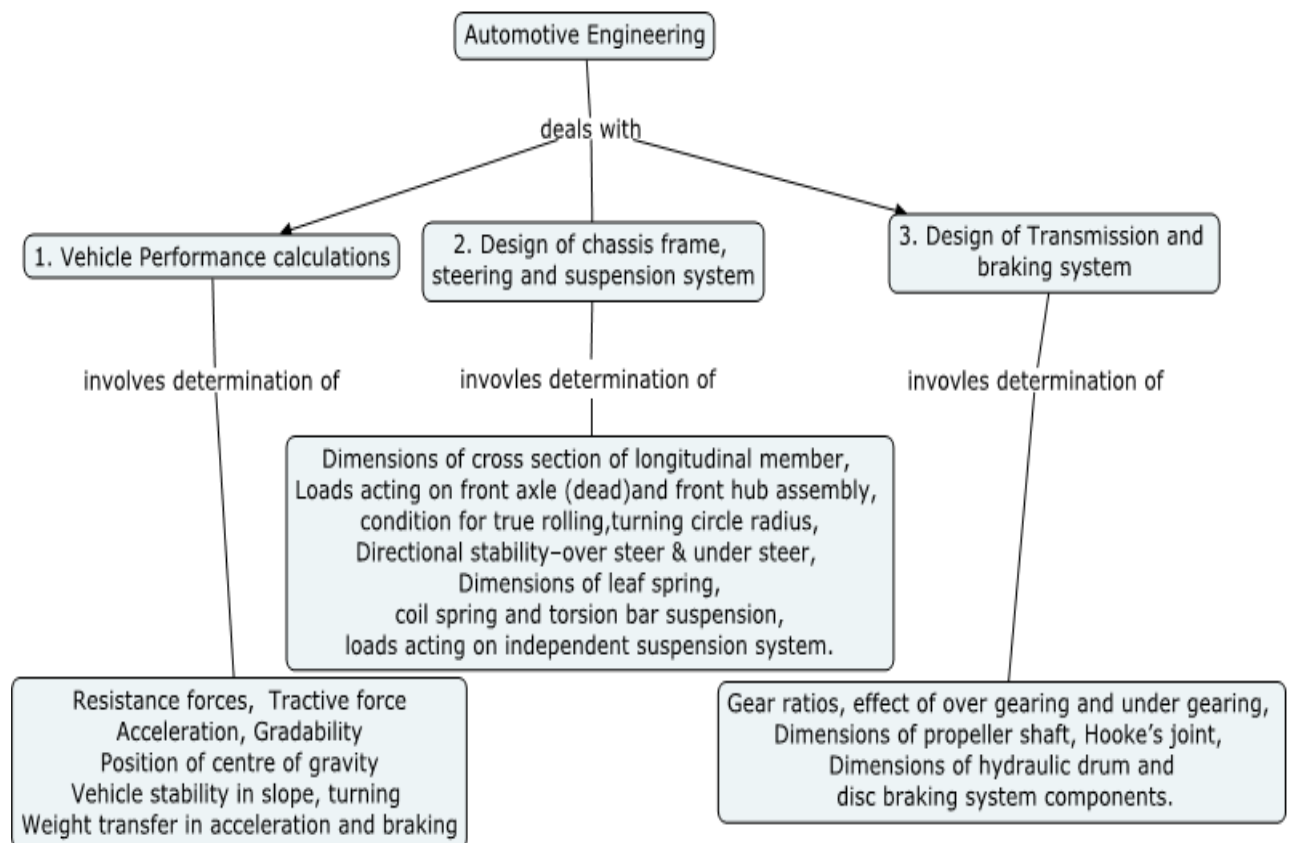 Automotive Engineering
deals with
1. Vehicle Performance calculations
2. Design of chassis frame,
steering and suspension system
3. Design of Transmission and
braking system
involves determination of
invovles determination of
invovles determination of
Dimensions of cross section of longitudinal member,
Loads acting on front axle (dead)and front hub assembly,
condition for true rolling,turning circle radius,
Directional stability–over steer & under steer,
Dimensions of leaf spring,
coil spring and torsion bar suspension,
loads acting on independent suspension system.
Resistance forces, Tractive force
Acceleration, Gradability
Position of centre of gravity
Vehicle stability in slope, turning
Weight transfer in acceleration and braking
Gear ratios, effect of over gearing and under gearing,
Dimensions of propeller shaft, Hooke’s joint,
Dimensions of hydraulic drum and
disc braking system components.